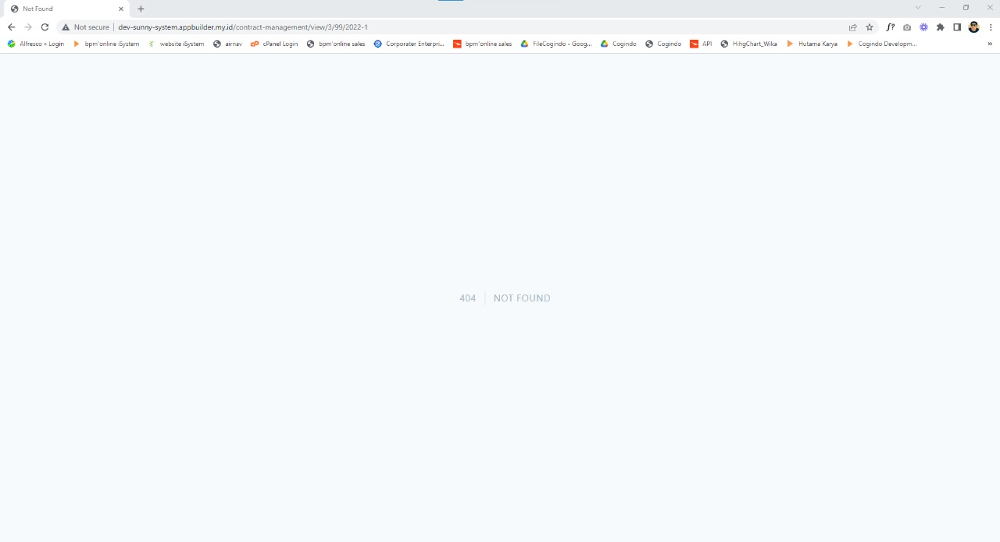 Not Found
Not secure
dev-sunny-system.appbuilder.my.id/contract-management/view/3/99/2022-1
Alfresco » Login
bpm'online iSystem
website iSystem
airnav
cPanel Login
bpm'online sales
Corporater Enterpri...
bpm'online sales
FileCogindo - Goog...
Cogindo
Cogindo
API
HihgChart_Wika
Hutama Karya
Cogindo Developm...
»
404
NOT FOUND